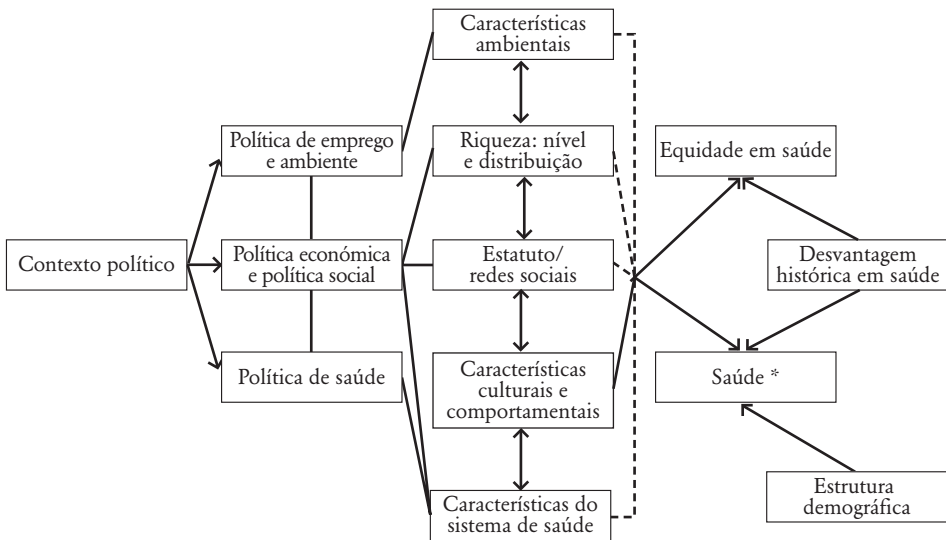 Características
ambientais
Política de emprego
e ambiente
Riqueza: nível
e distribuição
Equidade em saúde
Contexto político
Política económica
e política social
Estatuto/
redes sociais
Desvantagem
histórica em saúde
Política de saúde
Características
culturais e
comportamentais
Saúde *
Características do
sistema de saúde
Estrutura
demográfica